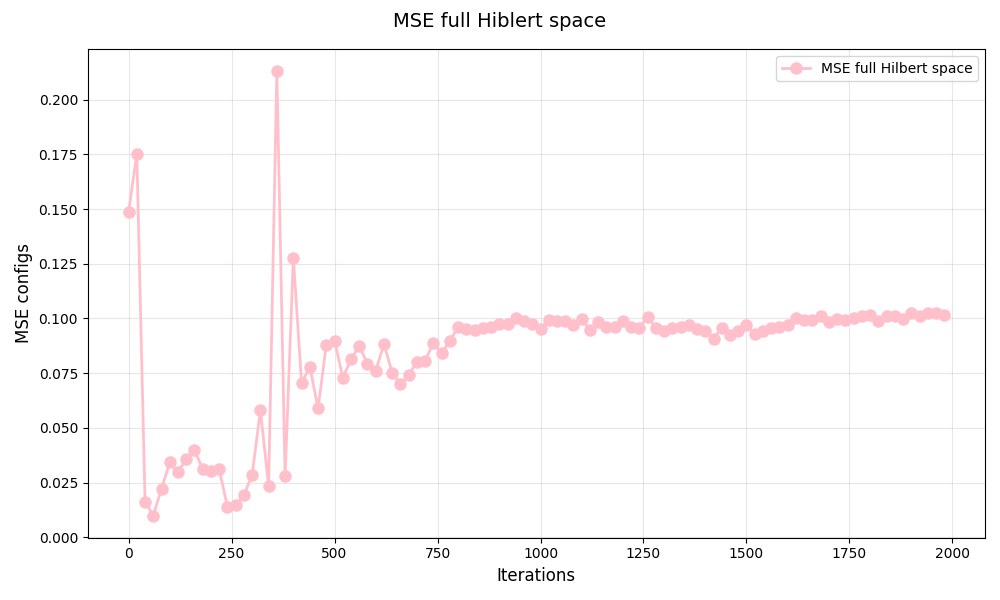 MSE full Hiblert space
MSE full Hilbert space
MSE configs
0.200
0.175
0.150
0.125
0.100
0.075
0.050
0.025
0.000
0 250 500 750 1000 1250 1500 1750 2000
Iterations